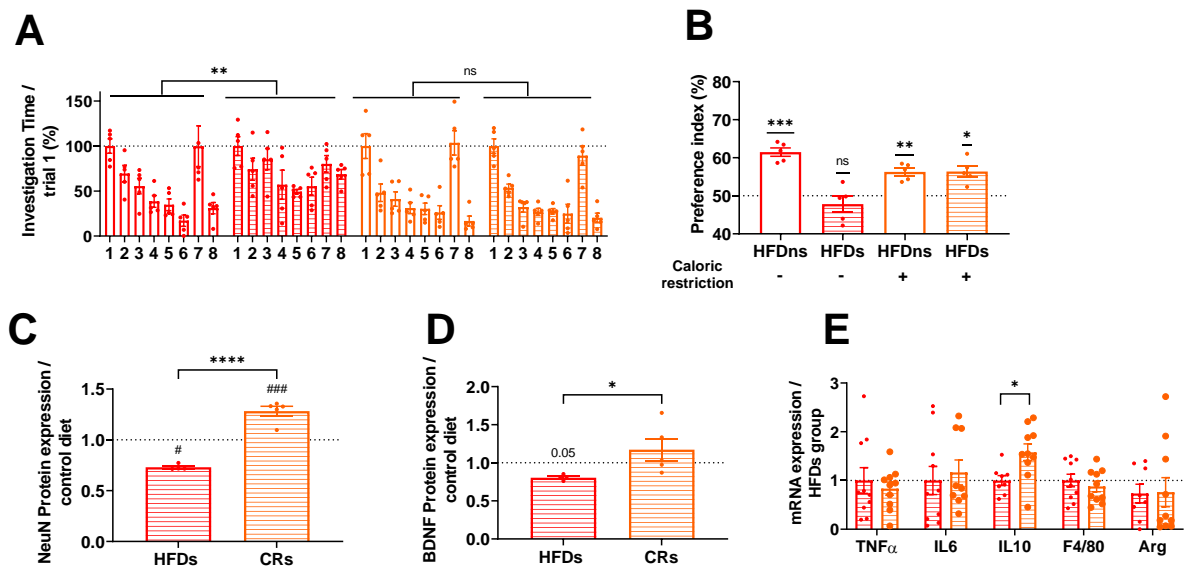 A
Investigation Time /
trial 1 (%)
150
100
50
0
**
ns
1 2 3 4 5 6 7 8 1 2 3 4 5 6 7 8 1 2 3 4 5 6 7 8 1 2 3 4 5 6 7 8
B
Preference index (%)
80
70
60
50
40
*** ns ** *
HFDns HFDs HFDns HFDs
Caloric
restriction
- - + +
C
NeuN Protein expression /
control diet
1.5
1.0
0.5
0.0
****
# ###
HFDs CRs
D
BDNF Protein expression /
control diet
2.0
1.5
1.0
0.5
0.0
*
0.05
HFDs CRs
E
mRNA expression /
HFDs group
3
2
1
0
*
TNFα IL6 IL10 F4/80 Arg